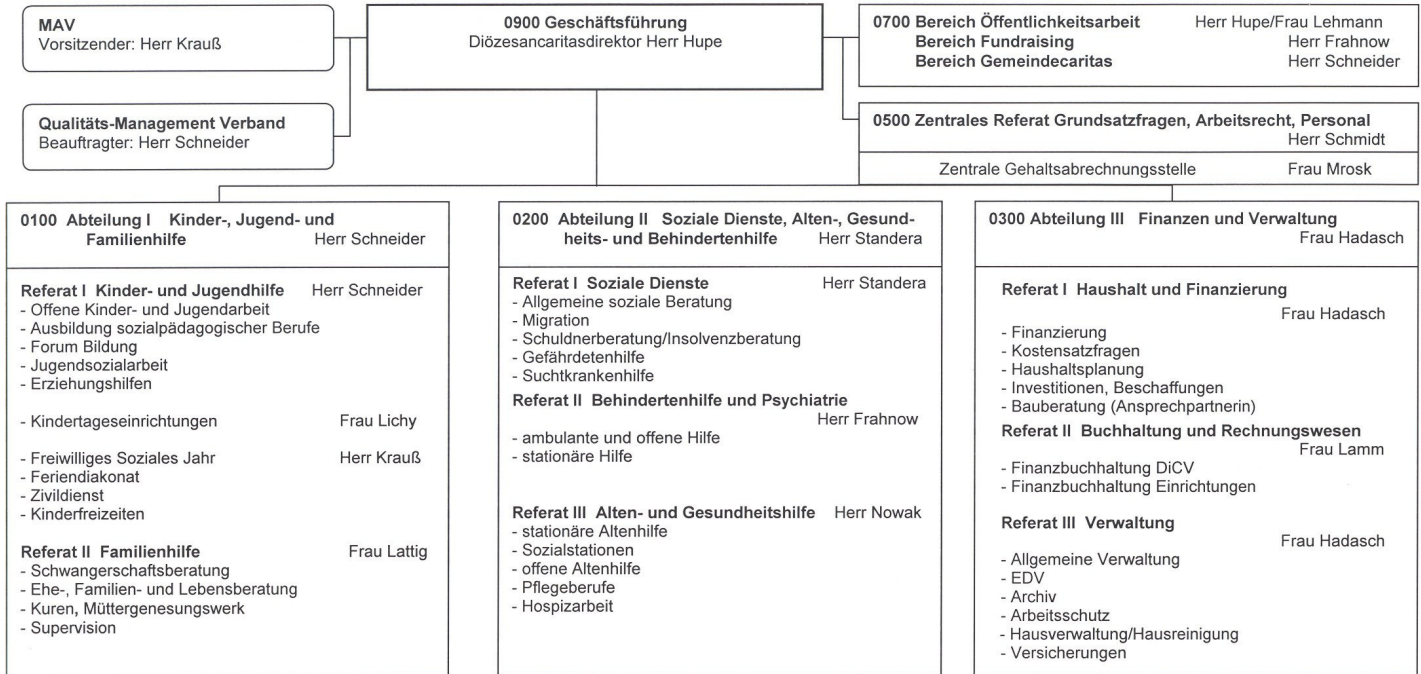 MAV
Vorsitzender: Herr Krauß
Qualitäts-Management Verband
Beauftragter: Herr Schneider
0900 Geschäftsführung
Diözesancaritasdirektor Herr Hupe
0700 Bereich Öffentlichkeitsarbeit Herr Hupe/Frau Lehmann
Bereich Fundraising Herr Frahnow
Bereich Gemeindecaritas Herr Schneider
0500 Zentrales Referat Grundsatzfragen, Arbeitsrecht, Personal
Herr Schmidt
Zentrale Gehaltsabrechnungsstelle Frau Mrosk
0100 Abteilung I Kinder-, Jugend- und
Familienhilfe Herr Schneider
Referat I Kinder- und Jugendhilfe Herr Schneider
- Offene Kinder- und Jugendarbeit
- Ausbildung sozialpädagogischer Berufe
- Forum Bildung
- Jugendsozialarbeit
- Erziehungshilfen
- Kindertageseinrichtungen Frau Lichy
- Freiwilliges Soziales Jahr Herr Krauß
- Feriendiakonat
- Zivildienst
- Kinderfreizeiten
Referat II Familienhilfe Frau Lattig
- Schwangerschaftsberatung
- Ehe-, Familien- und Lebensberatung
- Kuren, Müttergenesungswerk
- Supervision
0200 Abteilung II Soziale Dienste, Alten-, Gesund-
heits- und Behindertenhilfe Herr Standera
Referat I Soziale Dienste Herr Standera
- Allgemeine soziale Beratung
- Migration
- Schuldnerberatung/Insolvenzberatung
- Gefährdetenhilfe
- Suchtkrankenhilfe
Referat II Behindertenhilfe und Psychiatrie
Herr Frahnow
- ambulante und offene Hilfe
- stationäre Hilfe
Referat III Alten- und Gesundheitshilfe Herr Nowak
- stationäre Altenhilfe
- Sozialstationen
- offene Altenhilfe
- Pflegeberufe
- Hospizarbeit
0300 Abteilung III Finanzen und Verwaltung
Frau Hadasch
Referat I Haushalt und Finanzierung
Frau Hadasch
- Finanzierung
- Kostensatzfragen
- Haushaltsplanung
- Investitionen, Beschaffungen
- Bauberatung (Ansprechpartnerin)
Referat II Buchhaltung und Rechnungswesen
Frau Lamm
- Finanzbuchhaltung DiCV
- Finanzbuchhaltung Einrichtungen
Referat III Verwaltung
Frau Hadasch
- Allgemeine Verwaltung
- EDV
- Archiv
- Arbeitsschutz
- Hausverwaltung/Hausreinigung
- Versicherungen